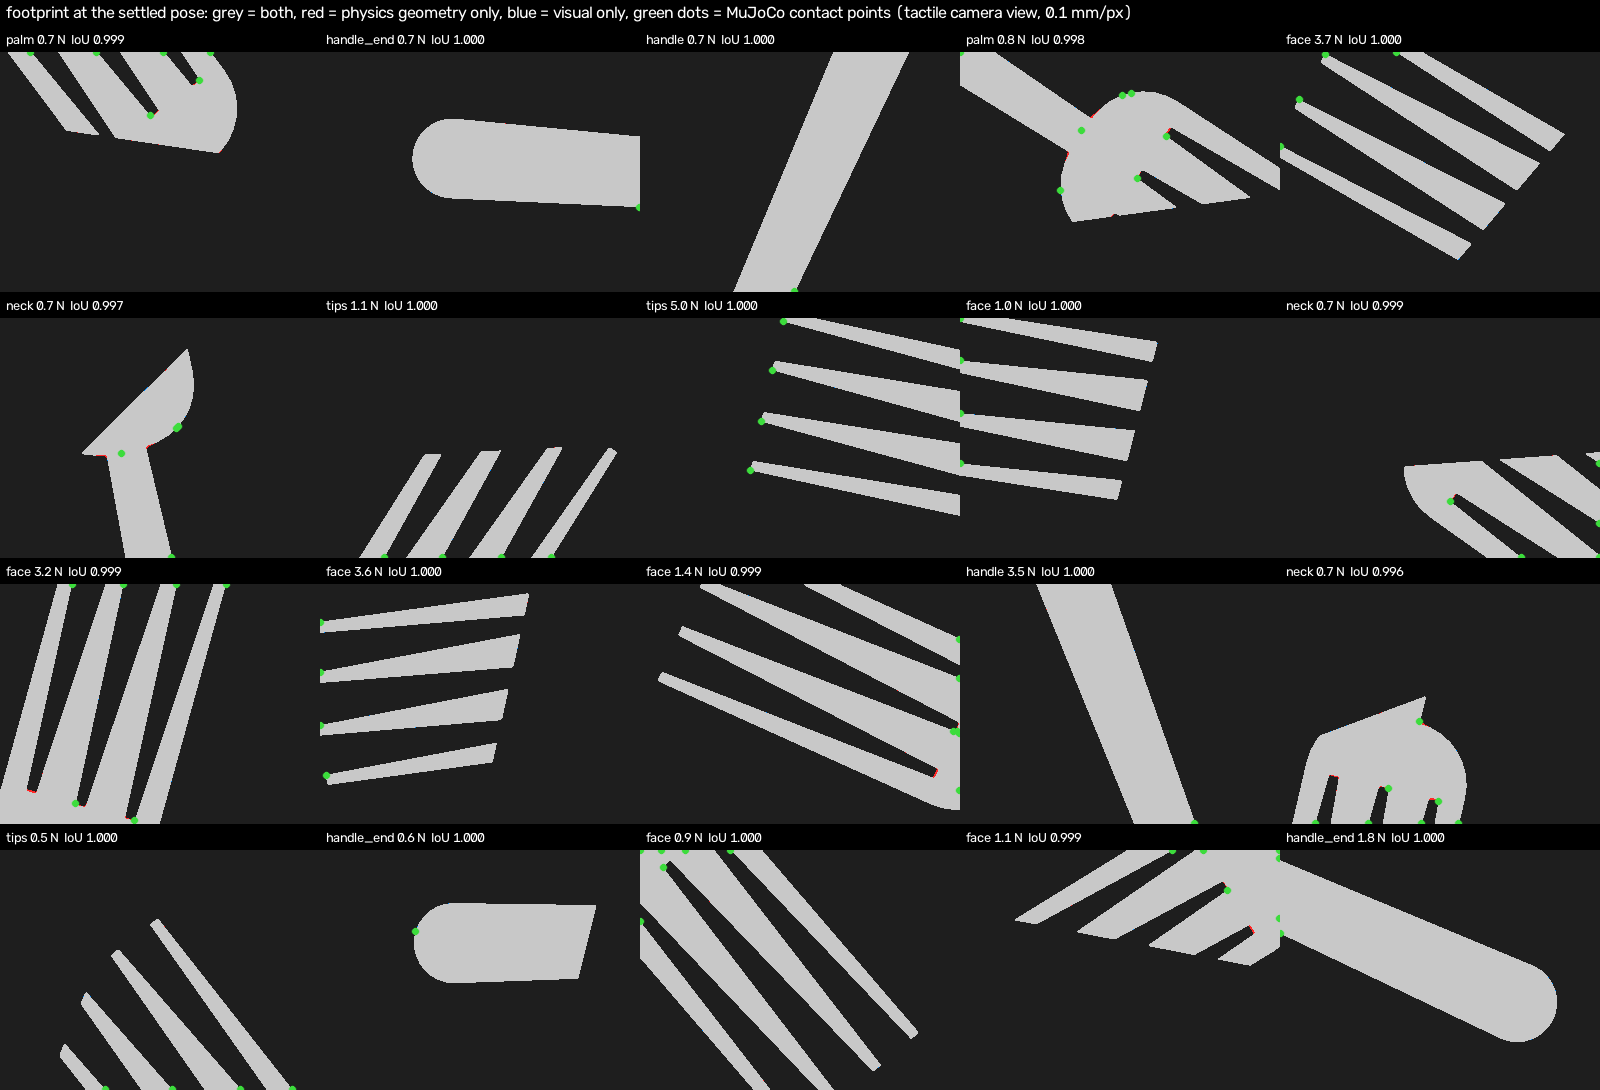 footprint at the settled pose: grey = both, red = physics geometry only, blue = visual only, green dots = MuJoCo contact points (tactile camera view, 0.1 mm/px)
palm 0.7 N IoU 0.999
handle_end 0.7 N IoU 1.000
handle 0.7 N IoU 1.000
palm 0.8 N IoU 0.998
face 3.7 N IoU 1.000
neck 0.7 N IoU 0.997
tips 1.1 N IoU 1.000
tips 5.0 N IoU 1.000
face 1.0 N IoU 1.000
neck 0.7 N IoU 0.999
face 3.2 N IoU 0.999
face 3.6 N IoU 1.000
face 1.4 N IoU 0.999
handle 3.5 N IoU 1.000
neck 0.7 N IoU 0.996
tips 0.5 N IoU 1.000
handle_end 0.6 N IoU 1.000
face 0.9 N IoU 1.000
face 1.1 N IoU 0.999
handle_end 1.8 N IoU 1.000